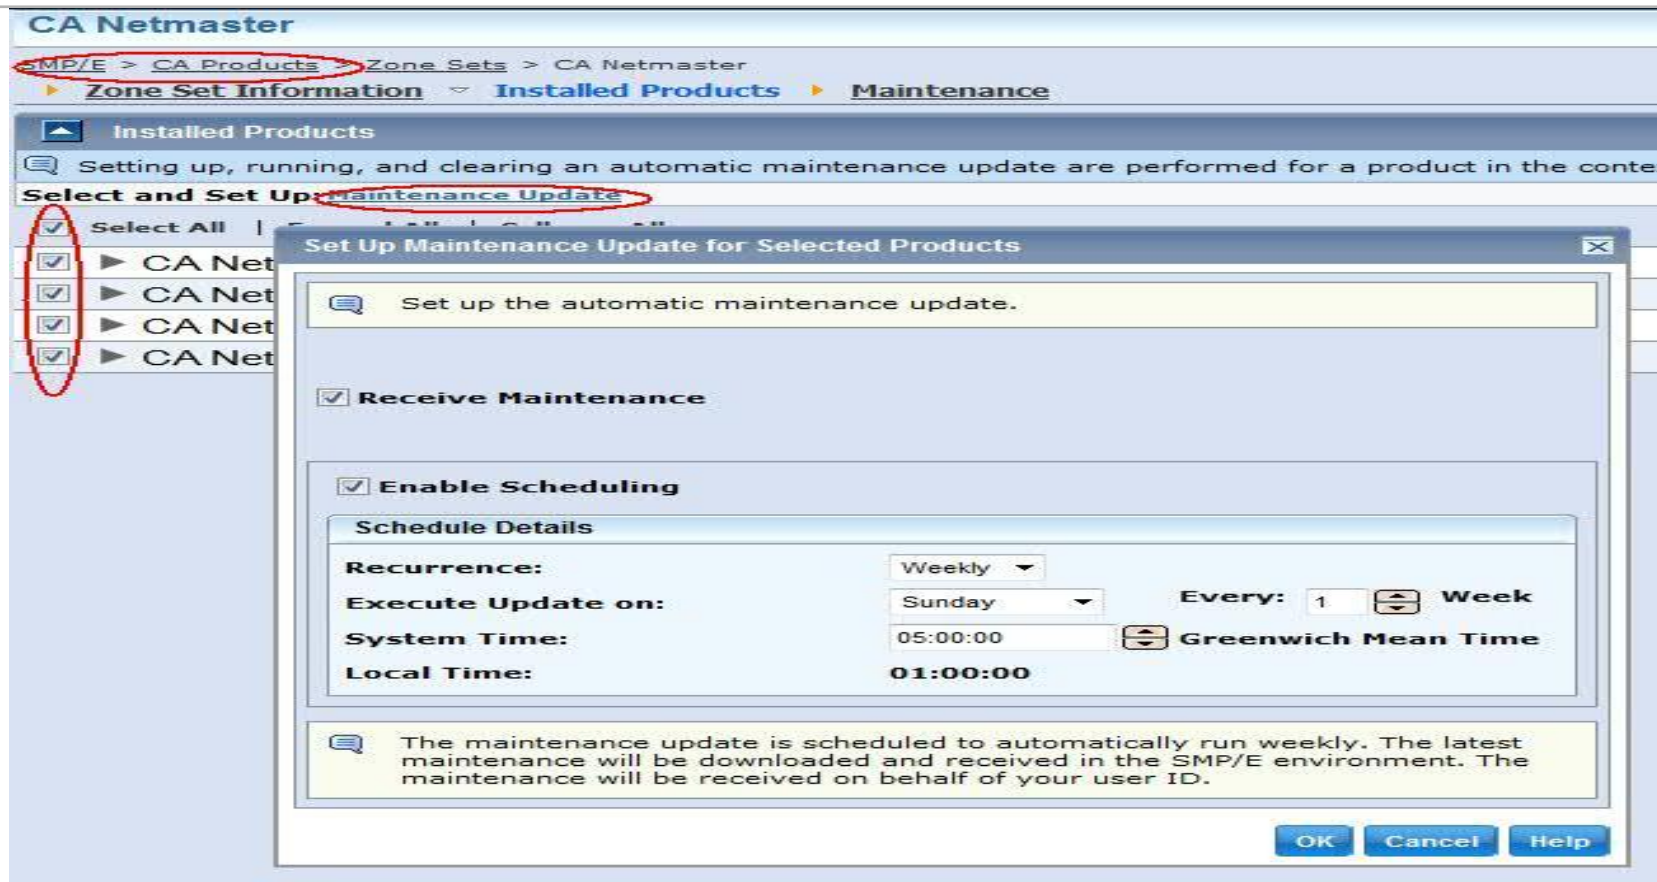 CA Netmaster
SMP/E > CA Products > Zone Sets > CA Netmaster
Zone Set Information Installed Products Maintenance
Installed Products
Setting up, running, and clearing an automatic maintenance update are performed for a product in the conte
Select and Set Up: Maintenance Update
Select All |
Set Up Maintenance Update for Selected Products
CA Net
CA Net
CA Net
CA Net
Set up the automatic maintenance update.
Receive Maintenance
Enable Scheduling
Schedule Details
Recurrence: Weekly
Execute Update on: Sunday Every: 1 Week
System Time: 05:00:00 Greenwich Mean Time
Local Time: 01:00:00
The maintenance update is scheduled to automatically run weekly. The latest
maintenance will be downloaded and received in the SMP/E environment. The
maintenance will be received on behalf of your user ID.
OK Cancel Help